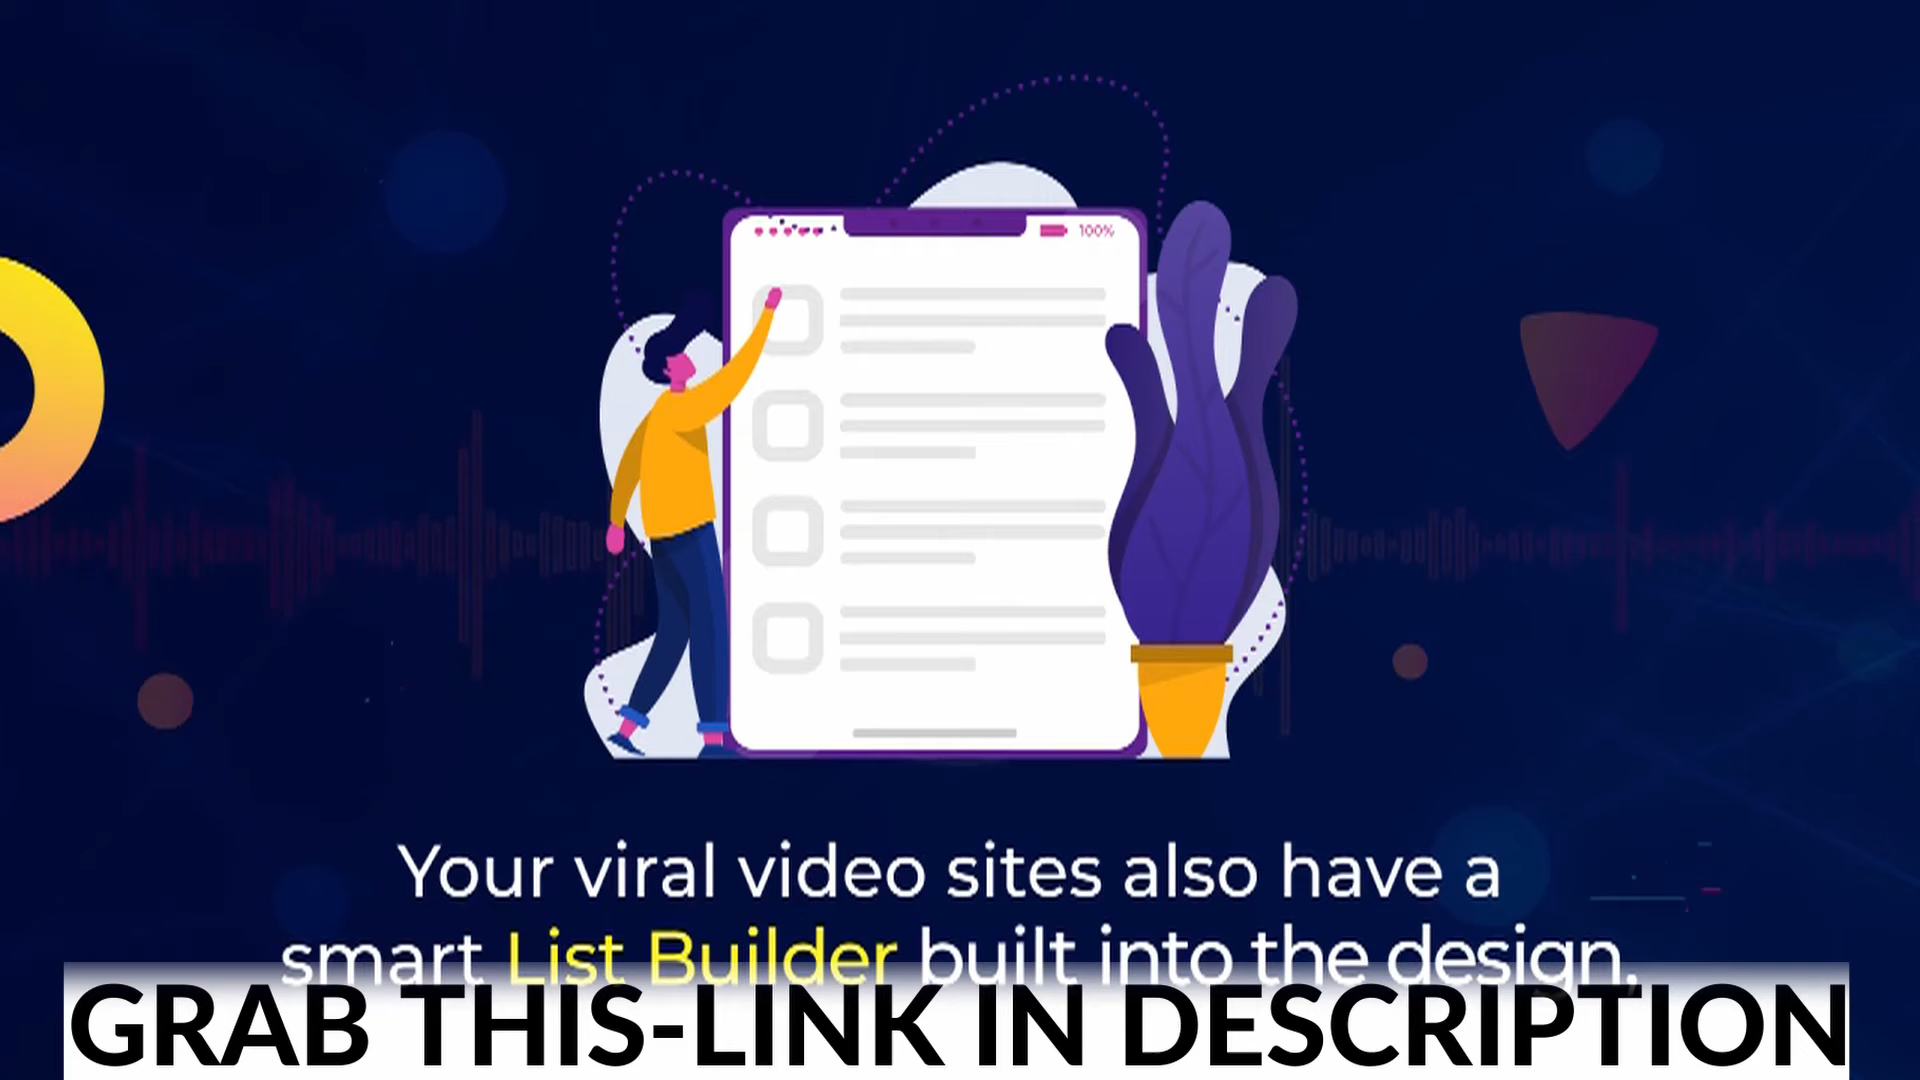 100%
Your viral video sites also have a
smart List Builder built into the design.
GRAB THIS-LINK IN DESCRIPTION